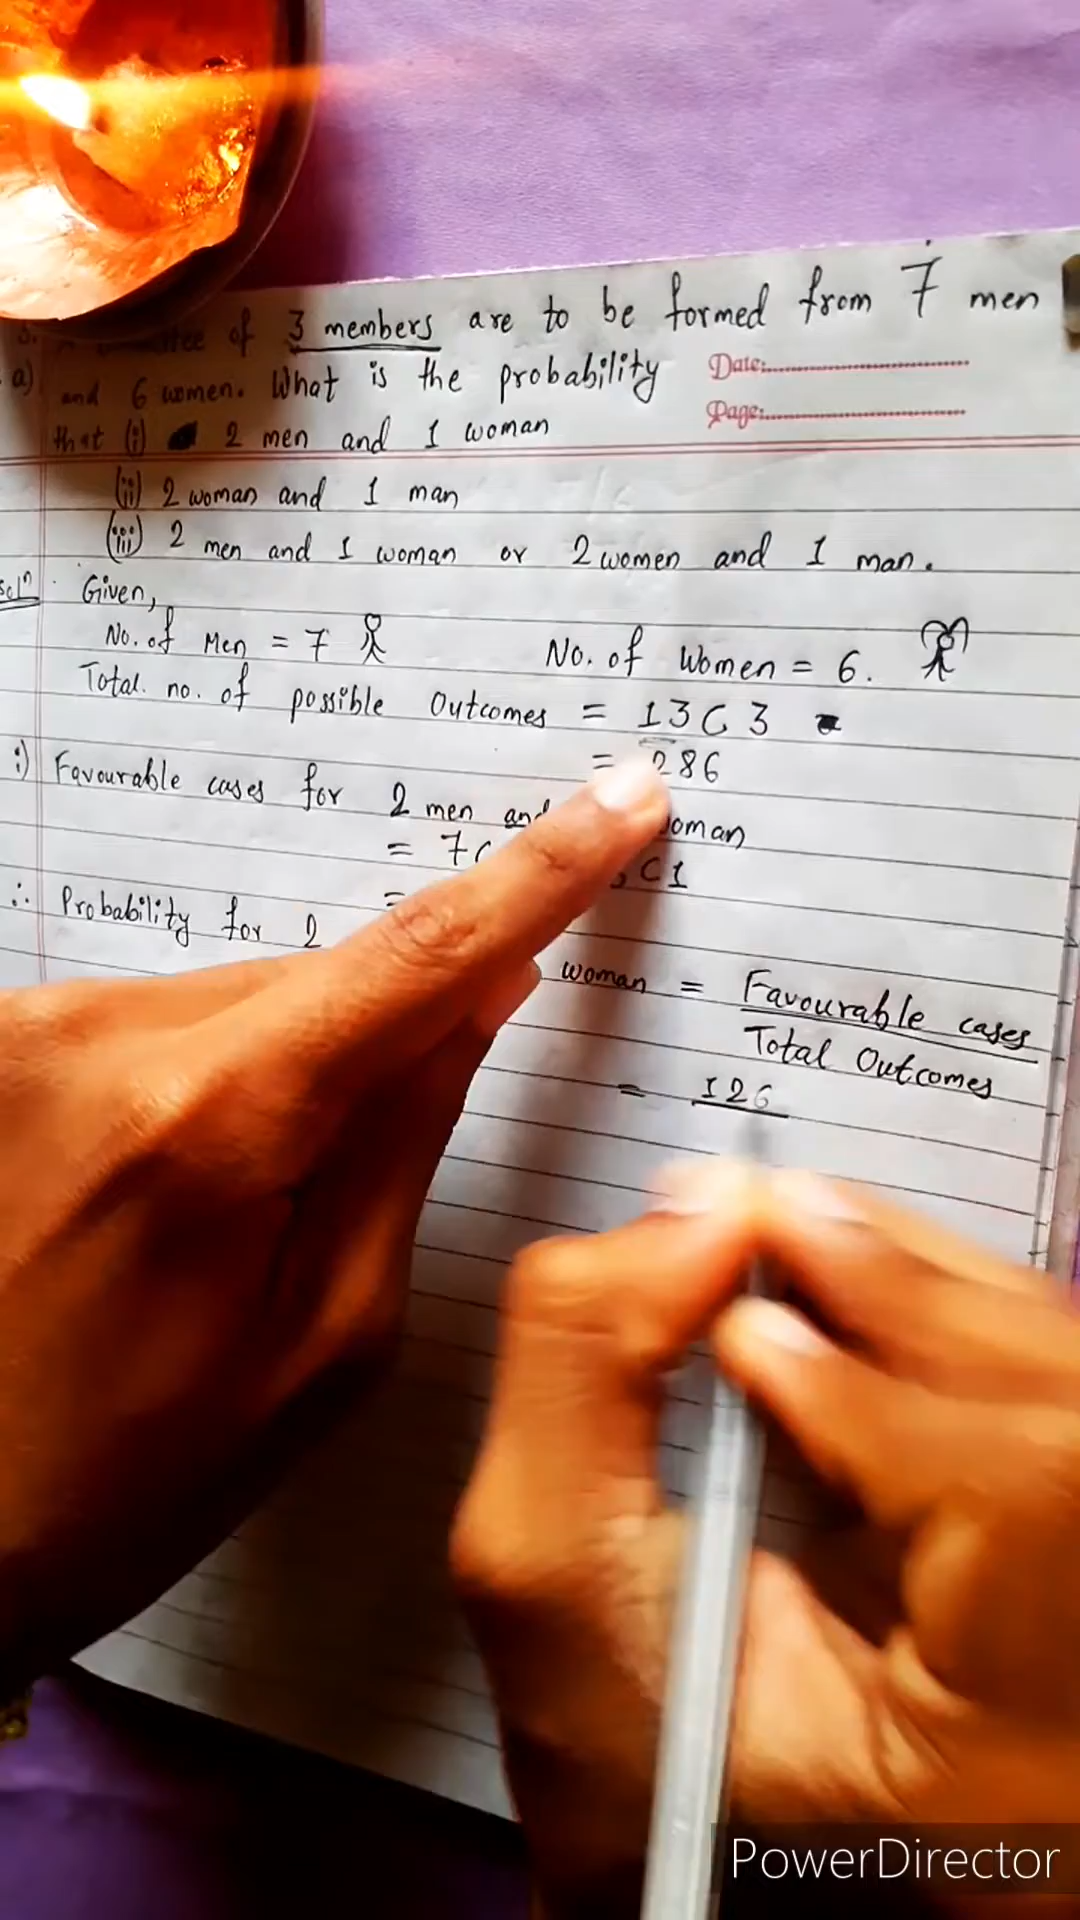 of 3 members are to be formed from 7 men
a) and 6 women. What is the probability
Date:
Page:
that (i) 2 men and 1 woman
(ii) 2 woman and 1 man
(iii) 2 men and 1 woman or 2 women and 1 man.
Solⁿ Given,
No. of Men = 7 No. of Women = 6.
Total. no. of possible Outcomes = 13C3
= 286
i) Favourable cases for 2 men and woman
= 7C C1
=
∴ Probability for 2 woman = Favourable cases
Total Outcomes
= 126
PowerDirector